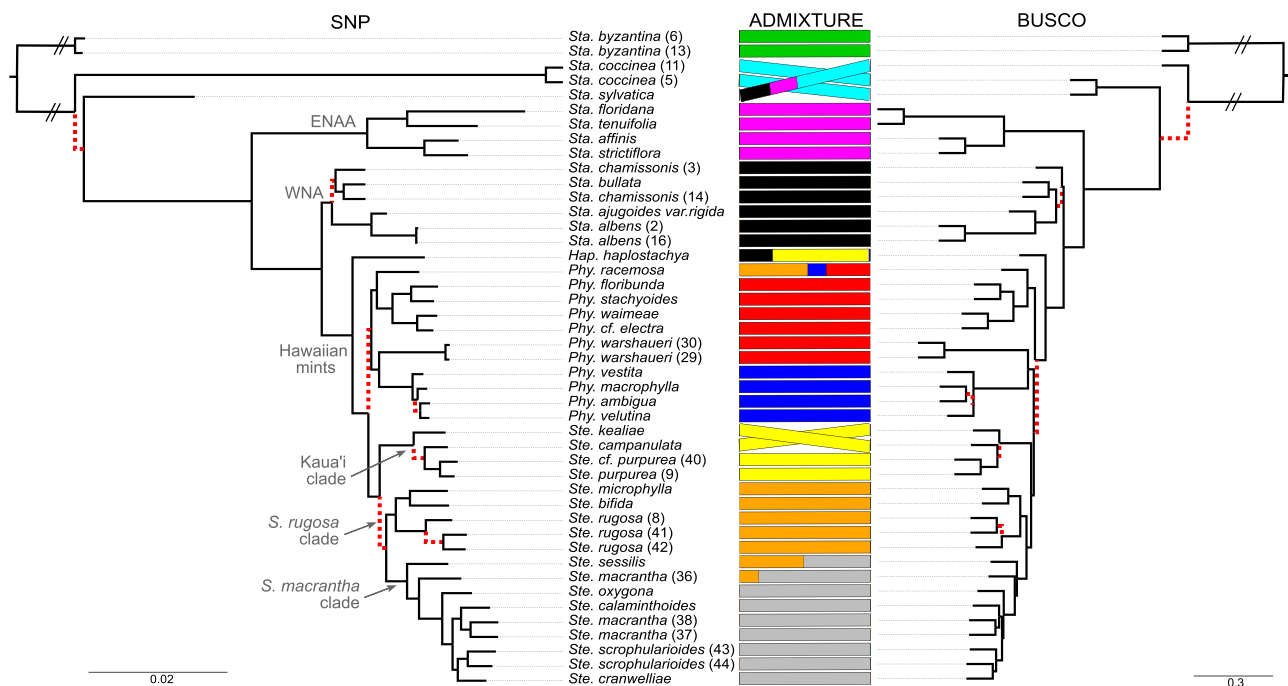 SNP
ADMIXTURE
BUSCO
Sta. byzantina (6)
Sta. byzantina (13)
Sta. coccinea (11)
Sta. coccinea (5)
Sta. sylvatica
Sta. floridana
ENAA
Sta. tenuifolia
Sta. affinis
Sta. strictiflora
Sta. chamissonis (3)
WNA
Sta. bullata
Sta. chamissonis (14)
Sta. ajugoides var.rigida
Sta. albens (2)
Sta. albens (16)
Hap. haplostachya
Phy. racemosa
Phy. floribunda
Phy. stachyoides
Phy. waimeae
Phy. cf. electra
Hawaiian
mints
Phy. warshaueri (30)
Phy. warshaueri (29)
Phy. vestita
Phy. macrophylla
Phy. ambigua
Phy. velutina
Ste. kealiae
Ste. campanulata
Kaua'i
clade
Ste. cf. purpurea (40)
Ste. purpurea (9)
Ste. microphylla
Ste. bifida
S. rugosa
clade
Ste. rugosa (8)
Ste. rugosa (41)
Ste. rugosa (42)
Ste. sessilis
S. macrantha
clade
Ste. macrantha (36)
Ste. oxygona
Ste. calaminthoides
Ste. macrantha (38)
Ste. macrantha (37)
Ste. scrophularioides (43)
Ste. scrophularioides (44)
Ste. cranwelliae
0.02
0.3